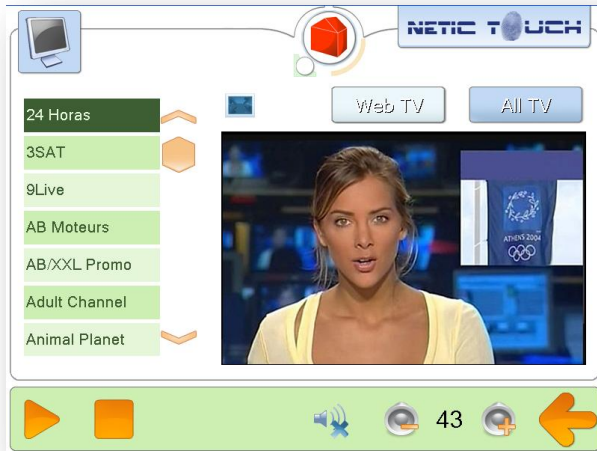 NETIC TOUCH
Web TV
All TV
24 Horas
3SAT
9Live
AB Moteurs
AB/XXL Promo
Adult Channel
Animal Planet
ATHENS 2004
43